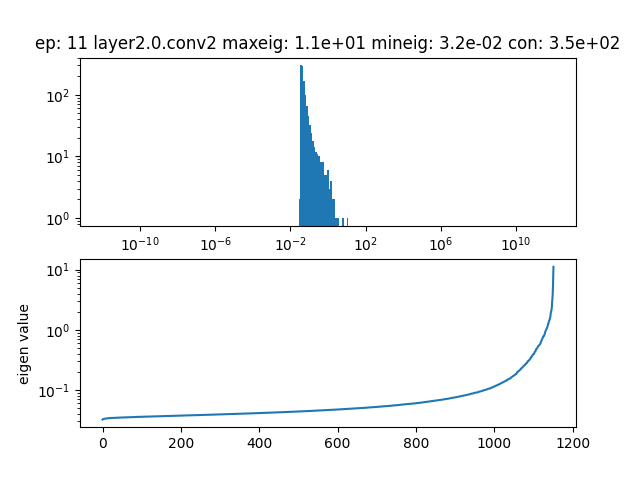 ep: 11 layer2.0.conv2 maxeig: 1.1e+01 mineig: 3.2e-02 con: 3.5e+02
10²
10¹
10⁰
10⁻¹⁰ 10⁻⁶ 10⁻² 10² 10⁶ 10¹⁰
eigen value
10¹
10⁰
10⁻¹
0 200 400 600 800 1000 1200